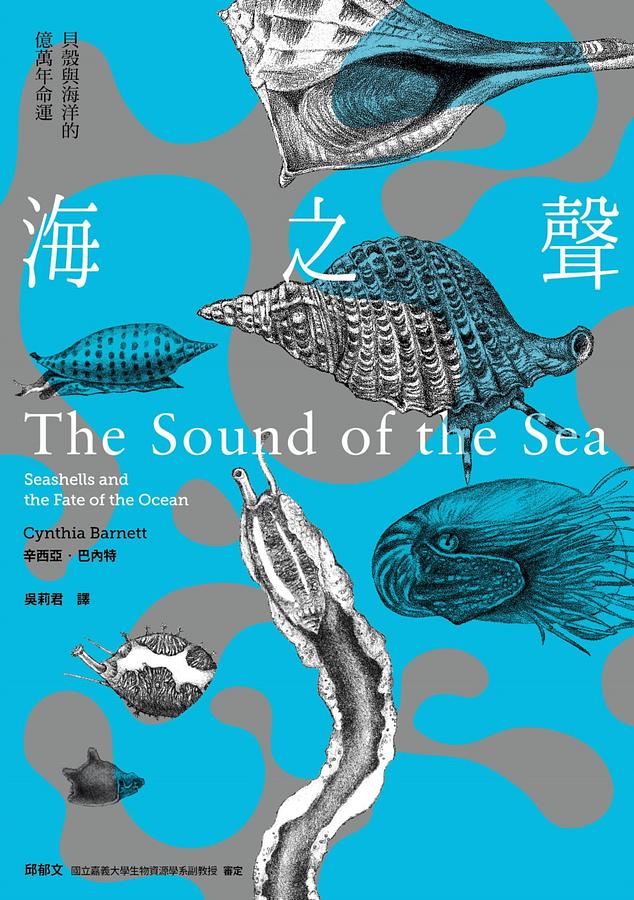 貝殼與海洋的
億萬年命運
海之聲
The Sound of the Sea
Seashells and
the Fate of the Ocean
Cynthia Barnett
辛西亞・巴內特
吳莉君 譯
邱郁文 國立嘉義大學生物資源學系副教授 審定